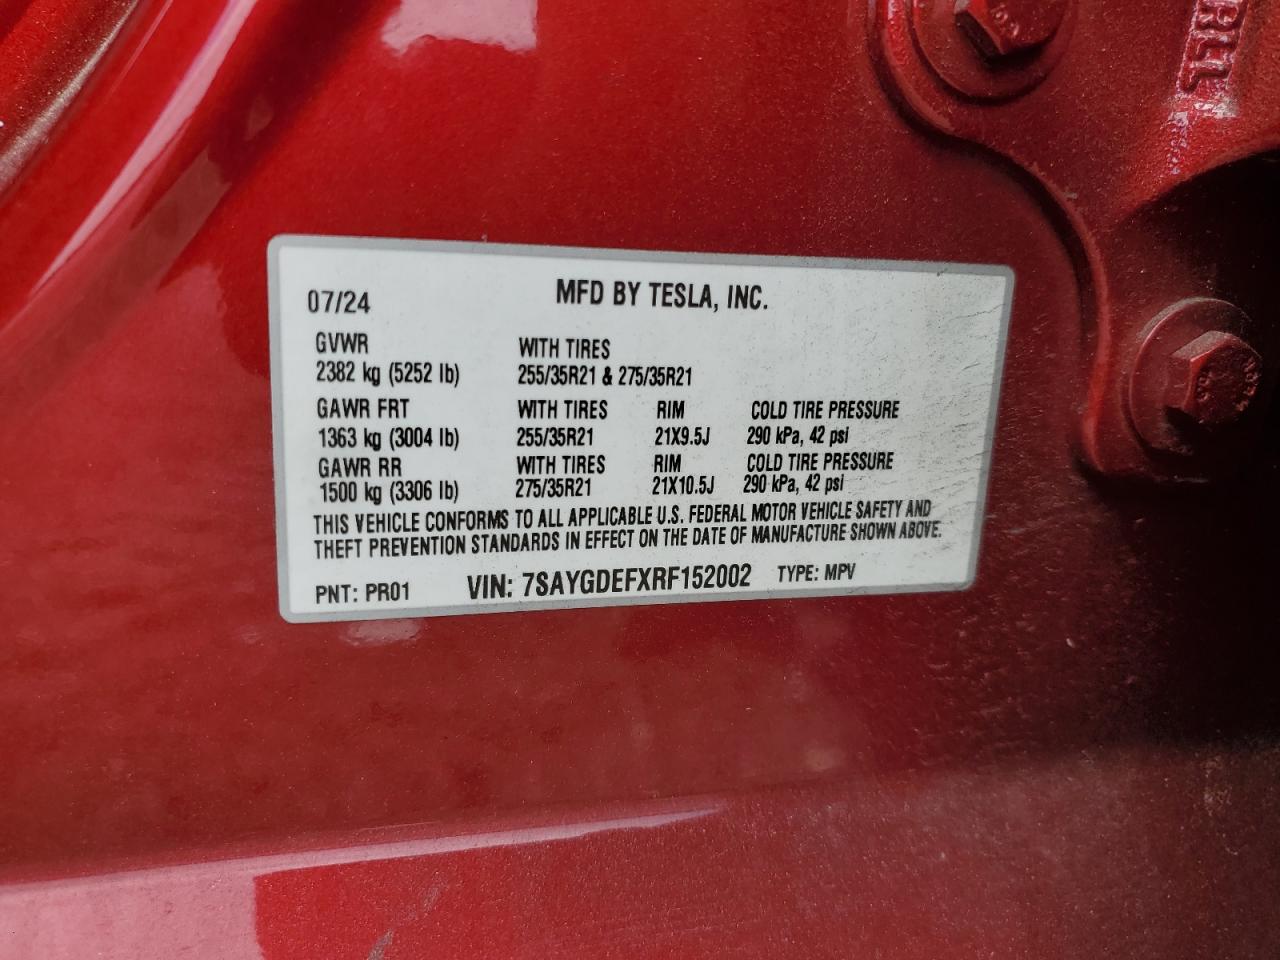 07/24 MFD BY TESLA, INC.
GVWR WITH TIRES
2382 kg (5252 lb) 255/35R21 & 275/35R21
GAWR FRT WITH TIRES RIM COLD TIRE PRESSURE
1363 kg (3004 lb) 255/35R21 21X9.5J 290 kPa, 42 psi
GAWR RR WITH TIRES RIM COLD TIRE PRESSURE
1500 kg (3306 lb) 275/35R21 21X10.5J 290 kPa, 42 psi
THIS VEHICLE CONFORMS TO ALL APPLICABLE U.S. FEDERAL MOTOR VEHICLE SAFETY AND
THEFT PREVENTION STANDARDS IN EFFECT ON THE DATE OF MANUFACTURE SHOWN ABOVE.
PNT: PR01 VIN: 7SAYGDEFXRF152002 TYPE: MPV